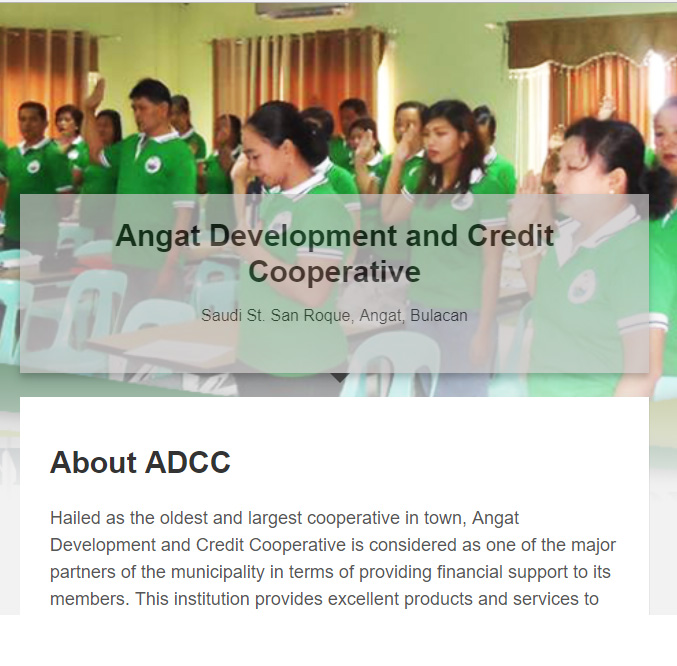 Angat Development and Credit
Cooperative
Saudi St. San Roque, Angat, Bulacan
About ADCC
Hailed as the oldest and largest cooperative in town, Angat
Development and Credit Cooperative is considered as one of the major
partners of the municipality in terms of providing financial support to its
members. This institution provides excellent products and services to